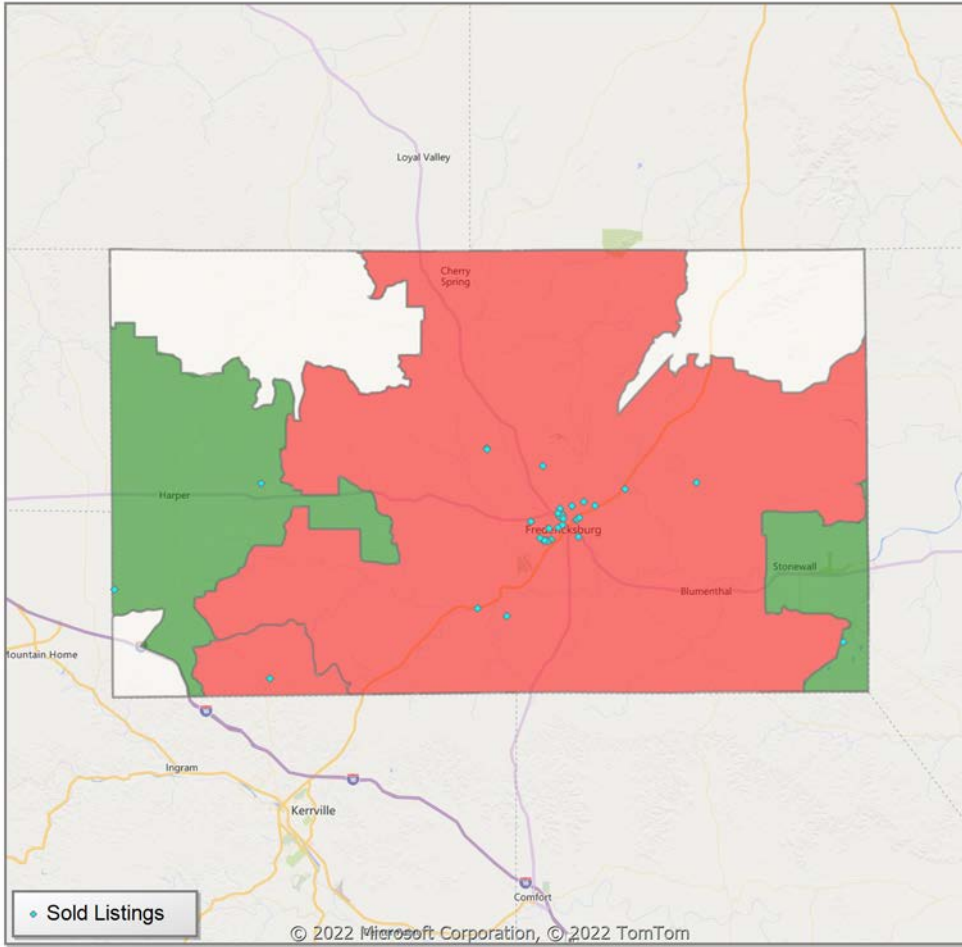 Loyal Valley
Cherry
Spring
Harper
Fredericksburg
Stonewall
Blumenthal
Mountain Home
Ingram
Kerrville
Comfort
Sold Listings
© 2022 Microsoft Corporation, © 2022 TomTom